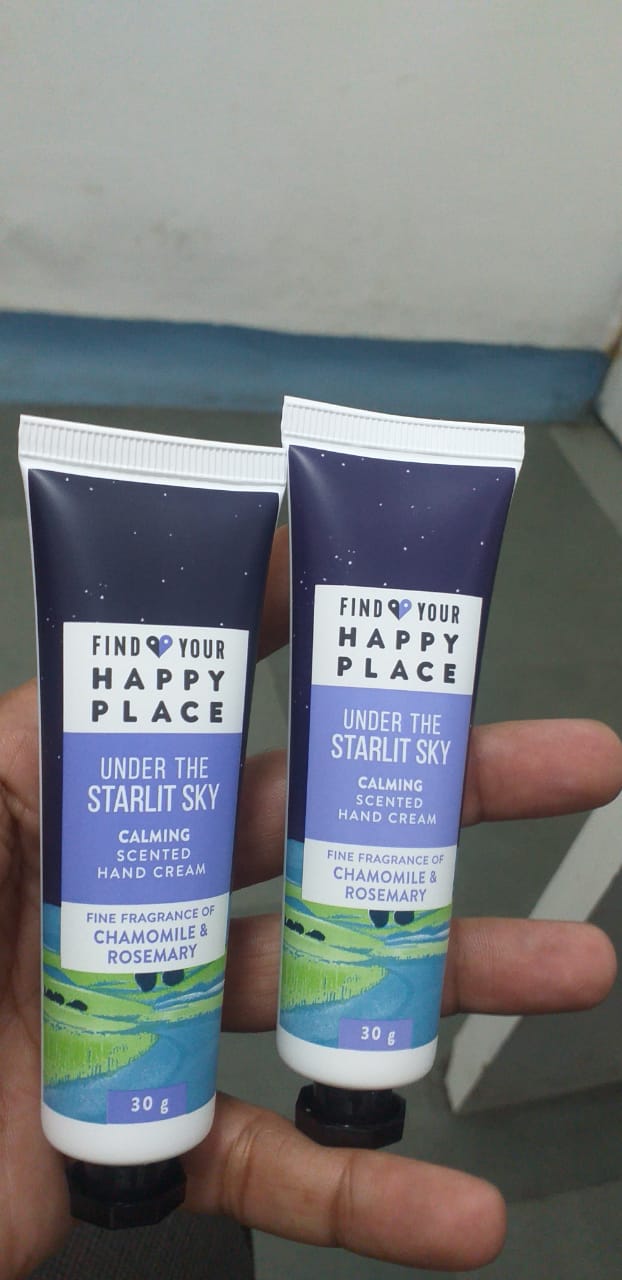 FIND YOUR
HAPPY
PLACE
UNDER THE
STARLIT SKY
CALMING
SCENTED
HAND CREAM
FINE FRAGRANCE OF
CHAMOMILE &
ROSEMARY
30 g
FIND YOUR
HAPPY
PLACE
UNDER THE
STARLIT SKY
CALMING
SCENTED
HAND CREAM
FINE FRAGRANCE OF
CHAMOMILE &
ROSEMARY
30 g